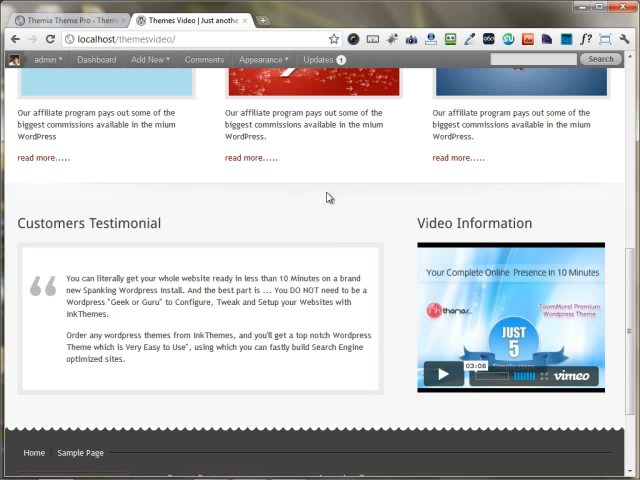 Themia Theme Pro › Them
Themes Video | Just anothe
localhost/themesvideo/
admin
Dashboard
Add New
Comments
Appearance
Updates 1
Search
Our affiliate program pays out some of the
biggest commissions available in the mium
WordPress
read more.....
Our affiliate program pays out some of the
biggest commissions available in the mium
WordPress
read more.....
Our affiliate program pays out some of the
biggest commissions available in the mium
WordPress
read more.....
Customers Testimonial
You can literally get your whole website ready in less than 10 Minutes on a brand
new Spanking Wordpress Install. And the best part is ... You DO NOT need to be a
Wordpress "Geek or Guru" to Configure, Tweak and Setup your Websites with
InkThemes.
Order any wordpress themes from InkThemes, and you'll get a top notch WordPress
Theme which is Very Easy to Use", using which you can fastly build Search Engine
optimized sites.
Video Information
Your Complete Online Presence In 10 Minutes
inkthemes
ToomMorel Premium
Wordpress Theme
JUST
5
03:08
vimeo
Home
Sample Page